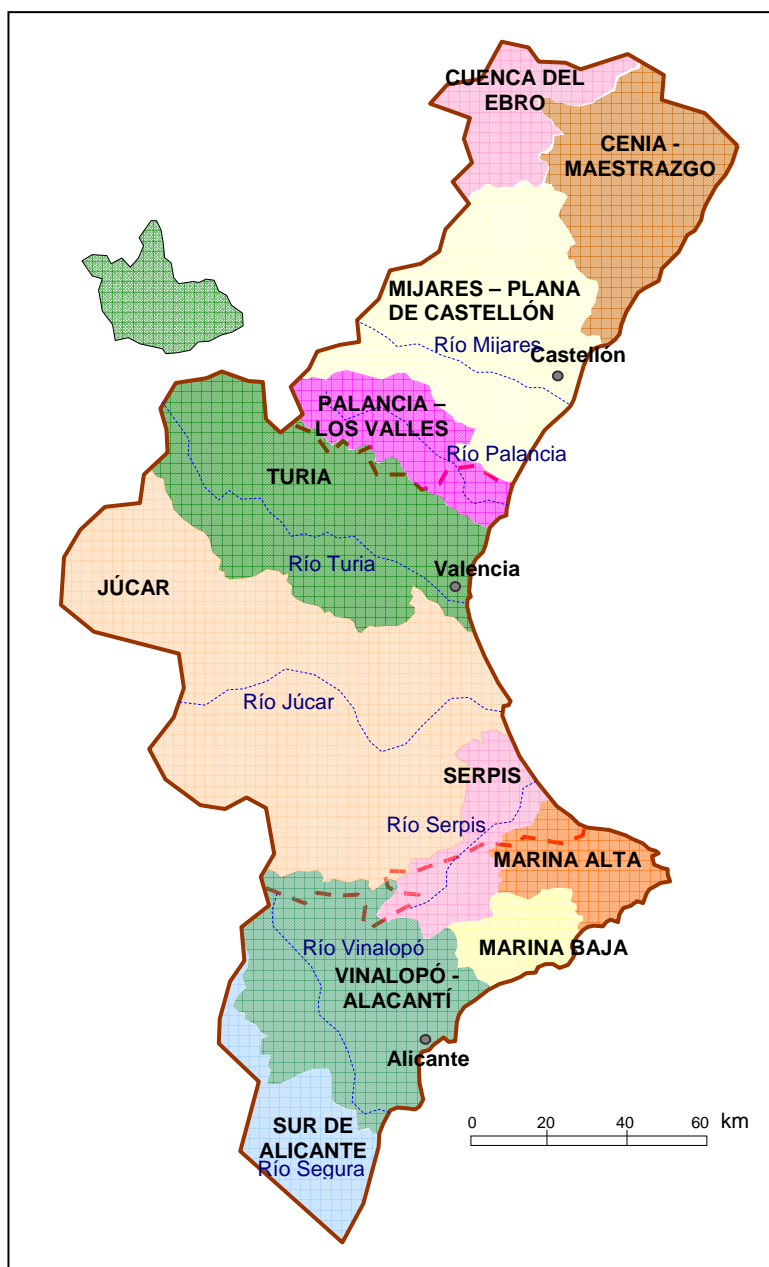 CUENCA DEL
EBRO
CENIA -
MAESTRAZGO
MIJARES – PLANA
DE CASTELLÓN
Río Mijares
Castellón
PALANCIA –
LOS VALLES
Río Palancia
TURIA
Río Turia
Valencia
JÚCAR
Río Júcar
SERPIS
Río Serpis
MARINA ALTA
MARINA BAJA
Río Vinalopó
VINALOPÓ -
ALACANTÍ
Alicante
SUR DE
ALICANTE
Río Segura
0 20 40 60 km